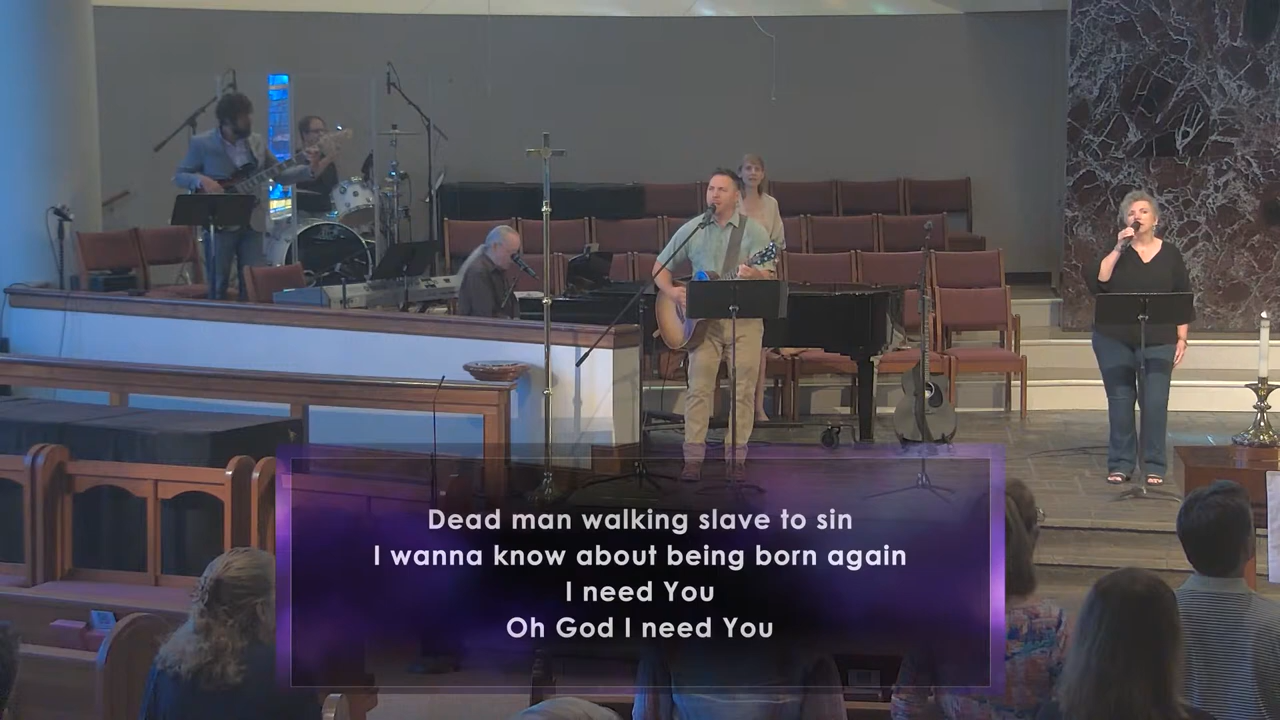 Dead man walking slave to sin
I wanna know about being born again
I need You
Oh God I need You